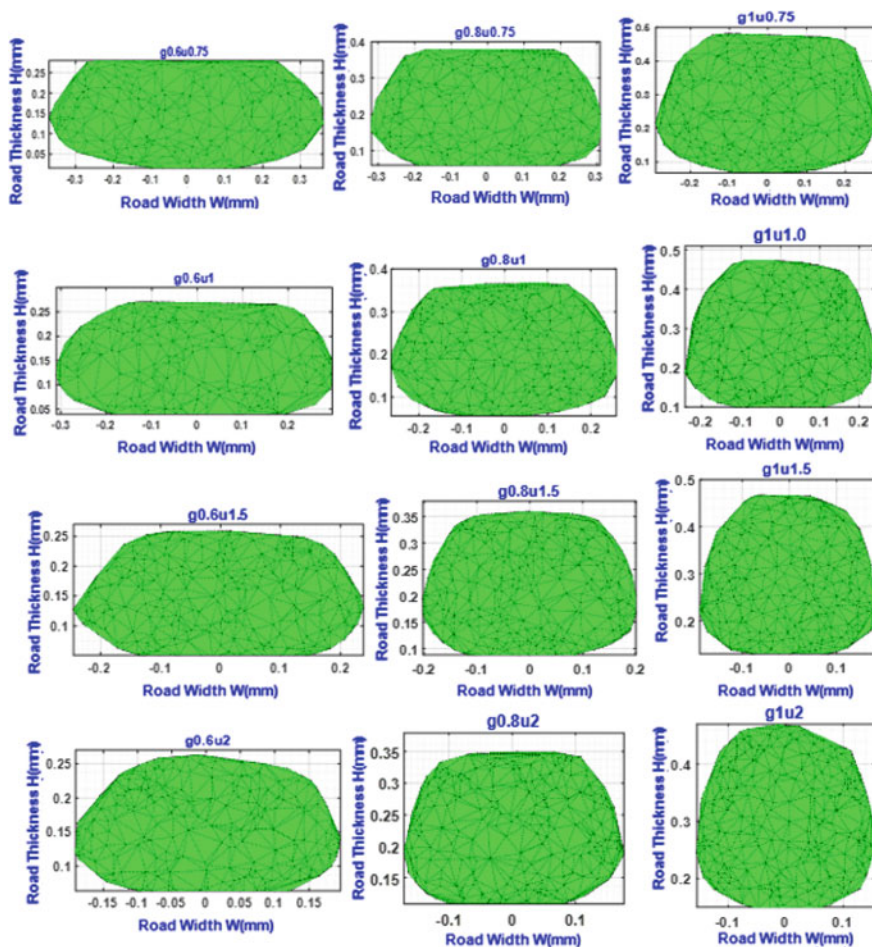 g0.6u0.75
Road Thickness H(mm)
0.25
0.2
0.15
0.1
0.05
-0.3 -0.2 -0.1 0 0.1 0.2 0.3
Road Width W(mm)
g0.8u0.75
Road Thickness H(mm)
0.4
0.3
0.2
0.1
-0.3 -0.2 -0.1 0 0.1 0.2 0.3
Road Width W(mm)
g1u0.75
Road Thickness H(mm)
0.5
0.4
0.3
0.2
0.1
-0.2 -0.1 0 0.1 0.2
Road Width W(mm)
g0.6u1
Road Thickness H(mm)
0.25
0.2
0.15
0.1
0.05
-0.3 -0.2 -0.1 0 0.1 0.2
Road Width W(mm)
g0.8u1
Road Thickness H(mm)
0.4
0.3
0.2
0.1
-0.2 -0.1 0 0.1 0.2
Road Width W(mm)
g1u1.0
Road Thickness H(mm)
0.5
0.4
0.3
0.2
0.1
-0.2 -0.1 0 0.1 0.2
Road Width W(mm)
g0.6u1.5
Road Thickness H(mm)
0.25
0.2
0.15
0.1
-0.2 -0.1 0 0.1 0.2
Road Width W(mm)
g0.8u1.5
Road Thickness H(mm)
0.35
0.3
0.25
0.2
0.15
0.1
-0.2 -0.1 0 0.1 0.2
Road Width W(mm)
g1u1.5
Road Thickness H(mm)
0.5
0.4
0.3
0.2
-0.1 0 0.1
Road Width W(mm)
g0.6u2
Road Thickness H(mm)
0.25
0.2
0.15
0.1
-0.15 -0.1 -0.05 0 0.05 0.1 0.15
Road Width W(mm)
g0.8u2
Road Thickness H(mm)
0.35
0.3
0.25
0.2
0.15
-0.1 0 0.1
Road Width W(mm)
g1u2
Road Thickness H(mm)
0.4
0.3
0.2
-0.1 0 0.1
Road Width W(mm)